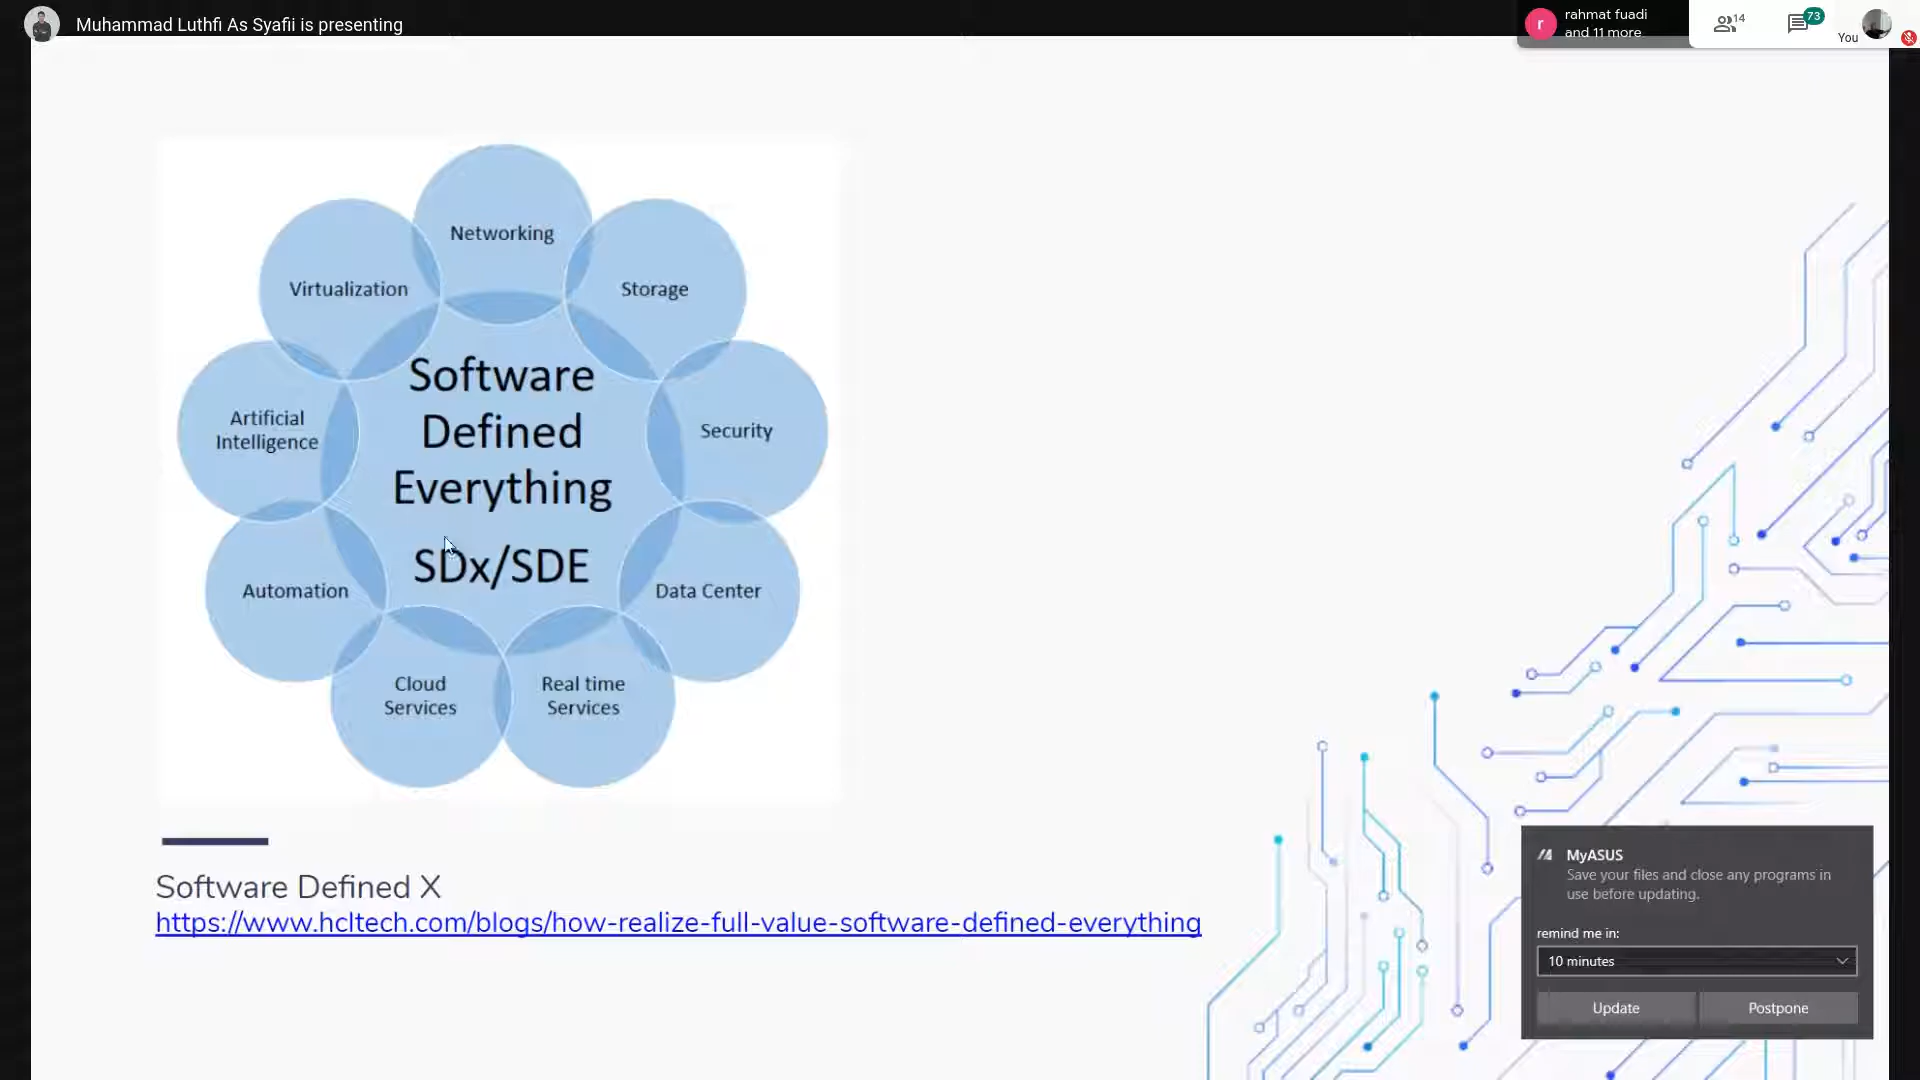 Muhammad Luthfi As Syafii is presenting
r
rahmat fuadi
and 11 more
14
73
You
Networking
Virtualization
Storage
Artificial
Intelligence
Security
Software
Defined
Everything
SDx/SDE
Automation
Data Center
Cloud
Services
Real time
Services
Software Defined X
https://www.hcltech.com/blogs/how-realize-full-value-software-defined-everything
MyASUS
Save your files and close any programs in
use before updating.
remind me in:
10 minutes
Update
Postpone